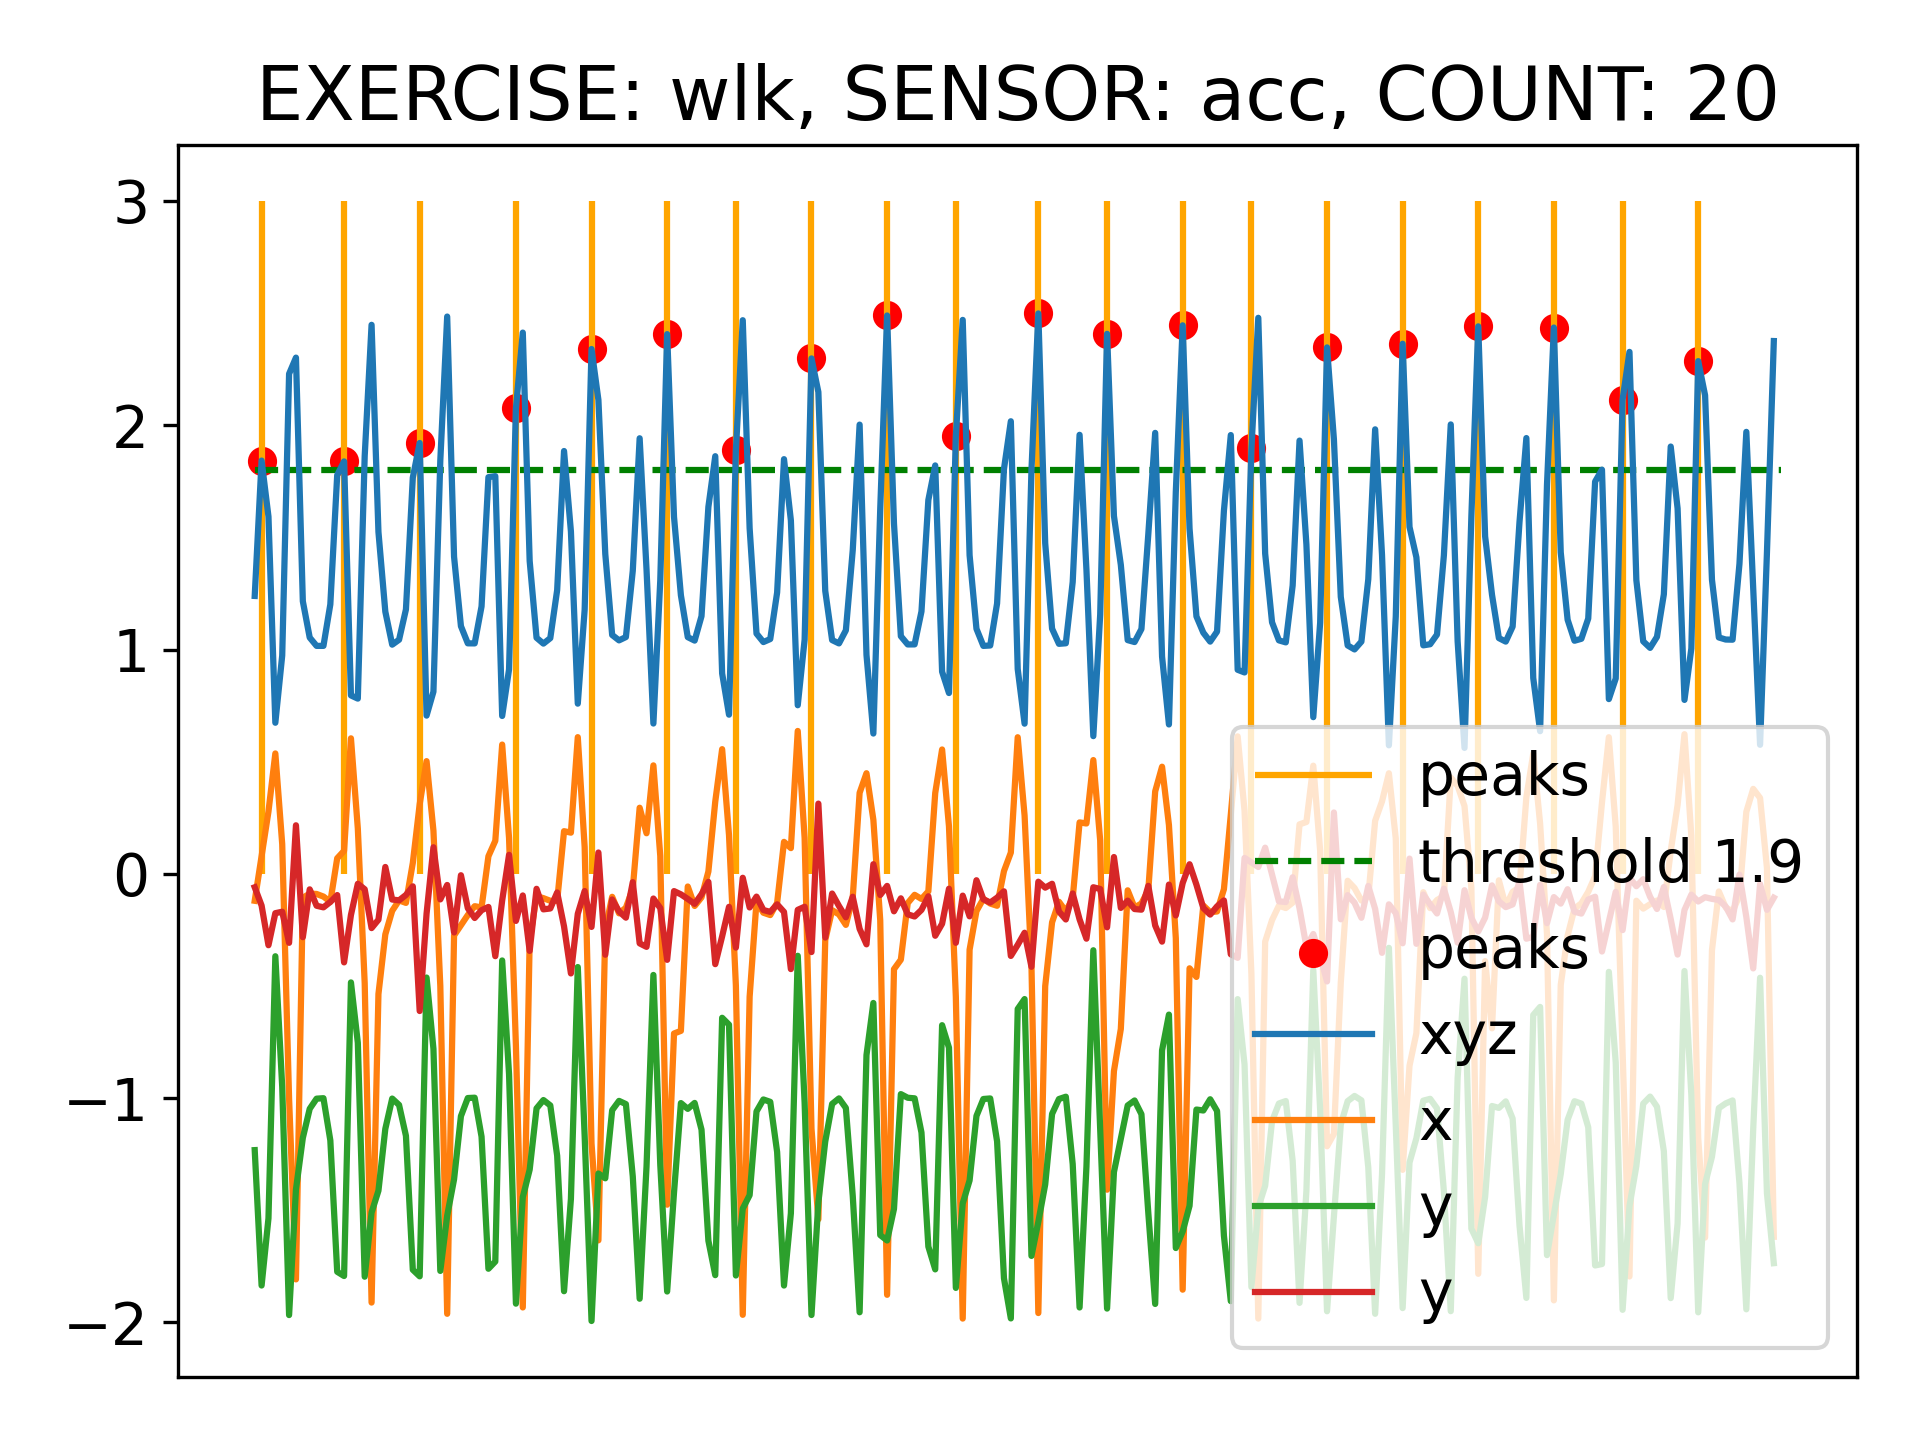 EXERCISE: wlk, SENSOR: acc, COUNT: 20
3
2
1
0
−1
−2
peaks
threshold 1.9
peaks
xyz
x
y
y